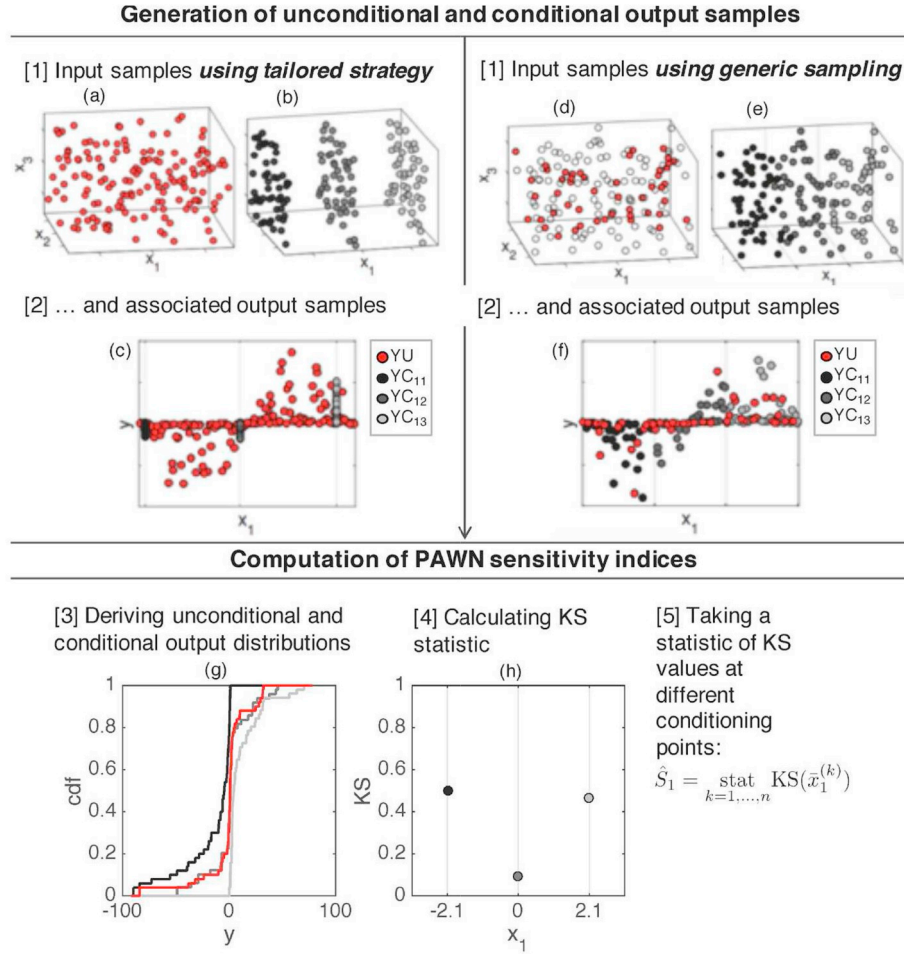 Generation of unconditional and conditional output samples
[1] Input samples using tailored strategy
(a)
(b)
x3
x2
x1
x1
[1] Input samples using generic sampling
(d)
(e)
x3
x2
x1
x1
[2] … and associated output samples
(c)
YU
YC11
YC12
YC13
y
x1
[2] … and associated output samples
(f)
YU
YC11
YC12
YC13
y
x1
Computation of PAWN sensitivity indices
[3] Deriving unconditional and
conditional output distributions
(g)
1
0.8
0.6
0.4
0.2
0
cdf
-100 0 100
y
[4] Calculating KS
statistic
(h)
1
0.8
0.6
0.4
0.2
0
KS
-2.1 0 2.1
x1
[5] Taking a
statistic of KS
values at
different
conditioning
points:
Ŝ1 = stat KS(x̄1(k))
k=1,...,n